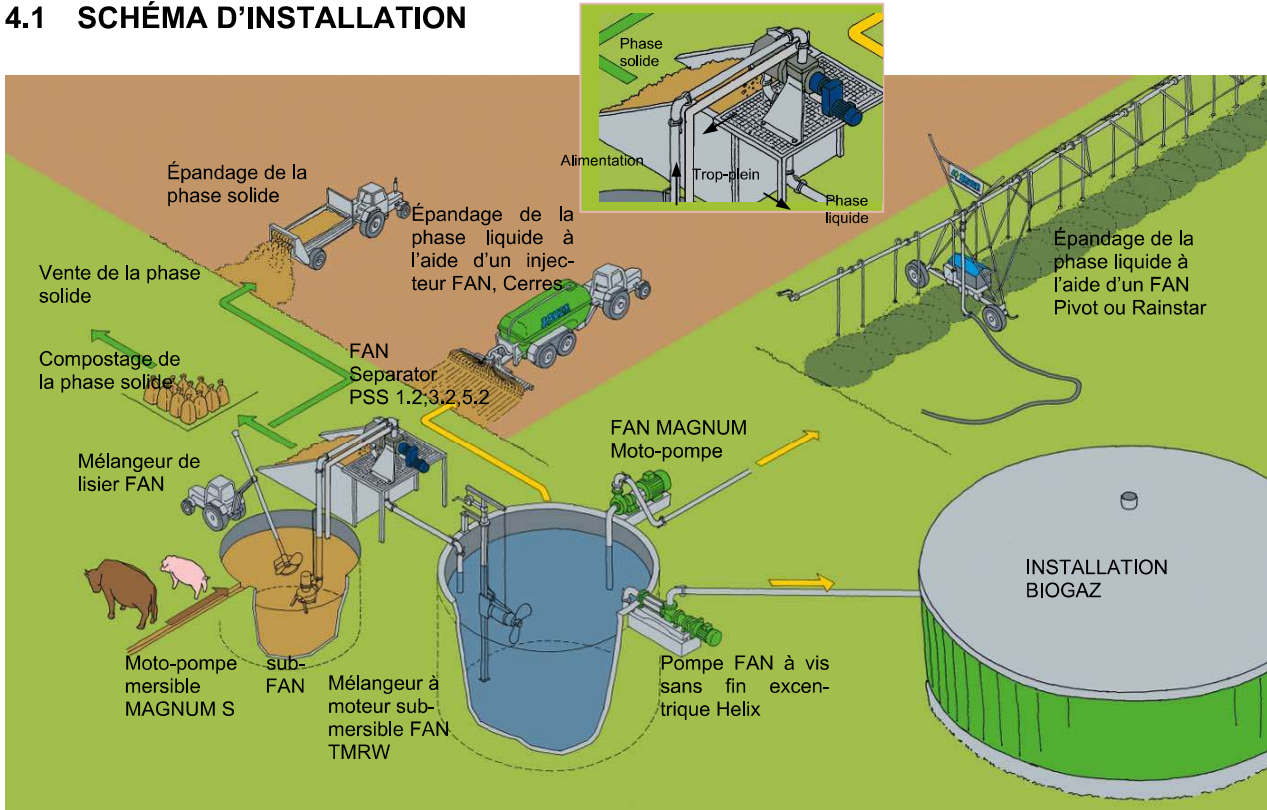 4.1 SCHÉMA D'INSTALLATION
Phase
solide
Alimentation
Trop-plein
Phase
liquide
Épandage de la
phase solide
Épandage de la
phase liquide à
l'aide d'un injec-
teur FAN, Cerres
Épandage de la
phase liquide à
l'aide d'un FAN
Pivot ou Rainstar
Vente de la phase
solide
Compostage de
la phase solide
FAN
Separator
PSS 1.2;3.2,5.2
FAN MAGNUM
Moto-pompe
Mélangeur de
lisier FAN
INSTALLATION
BIOGAZ
Moto-pompe sub-
mersible FAN
MAGNUM S
Mélangeur à
moteur sub-
mersible FAN
TMRW
Pompe FAN à vis
sans fin excen-
trique Helix